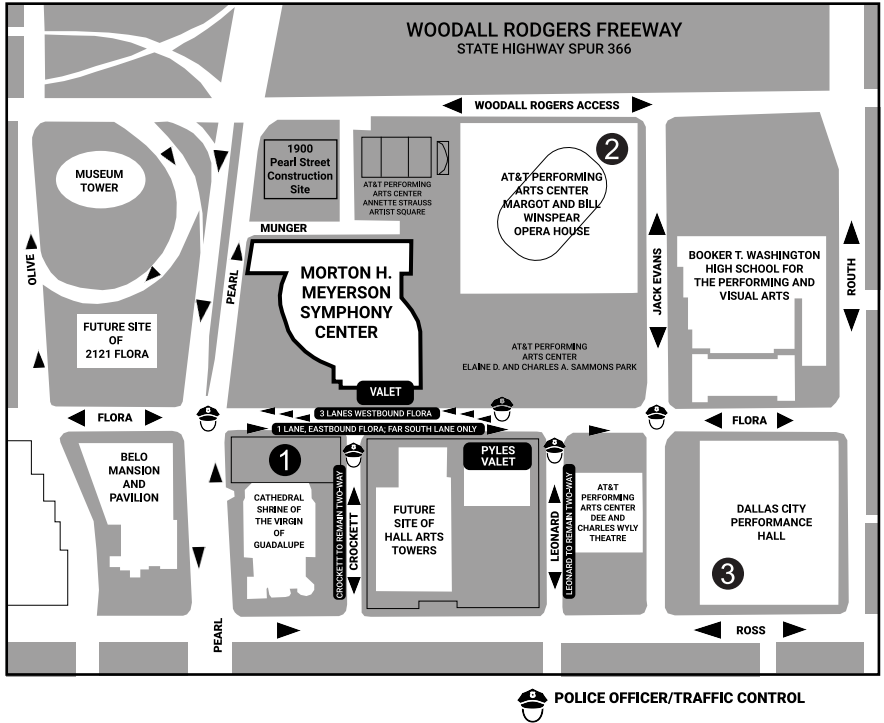 WOODALL RODGERS FREEWAY
STATE HIGHWAY SPUR 366
WOODALL ROGERS ACCESS
1900
Pearl Street
Construction
Site
2
MUSEUM
TOWER
AT&T PERFORMING
ARTS CENTER
ANNETTE STRAUSS
ARTIST SQUARE
AT&T PERFORMING
ARTS CENTER
MARGOT AND BILL
WINSPEAR
OPERA HOUSE
MUNGER
OLIVE
PEARL
MORTON H.
MEYERSON
SYMPHONY
CENTER
JACK EVANS
BOOKER T. WASHINGTON
HIGH SCHOOL FOR
THE PERFORMING AND
VISUAL ARTS
ROUTH
FUTURE SITE
OF
2121 FLORA
AT&T PERFORMING
ARTS CENTER
ELAINE D. AND CHARLES A. SAMMONS PARK
VALET
FLORA
3 LANES WESTBOUND FLORA
1 LANE, EASTBOUND FLORA; FAR SOUTH LANE ONLY
FLORA
BELO
MANSION
AND
PAVILION
1
CATHEDRAL
SHRINE OF
THE VIRGIN
OF
GUADALUPE
CROCKETT TO REMAIN TWO-WAY
CROCKETT
PYLES
VALET
FUTURE
SITE OF
HALL ARTS
TOWERS
LEONARD
LEONARD TO REMAIN TWO-WAY
AT&T
PERFORMING
ARTS CENTER
DEE AND
CHARLES WYLY
THEATRE
DALLAS CITY
PERFORMANCE
HALL
3
PEARL
ROSS
POLICE OFFICER/TRAFFIC CONTROL